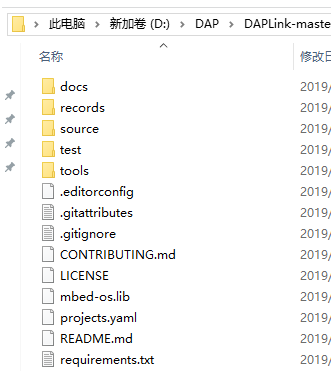 此电脑 > 新加卷 (D:) > DAP > DAPLink-maste
名称 修改日
docs 2019/
records 2019/
source 2019/
test 2019/
tools 2019/
.editorconfig 2019/
.gitattributes 2019/
.gitignore 2019/
CONTRIBUTING.md 2019/
LICENSE 2019/
mbed-os.lib 2019/
projects.yaml 2019/
README.md 2019/
requirements.txt 2019/